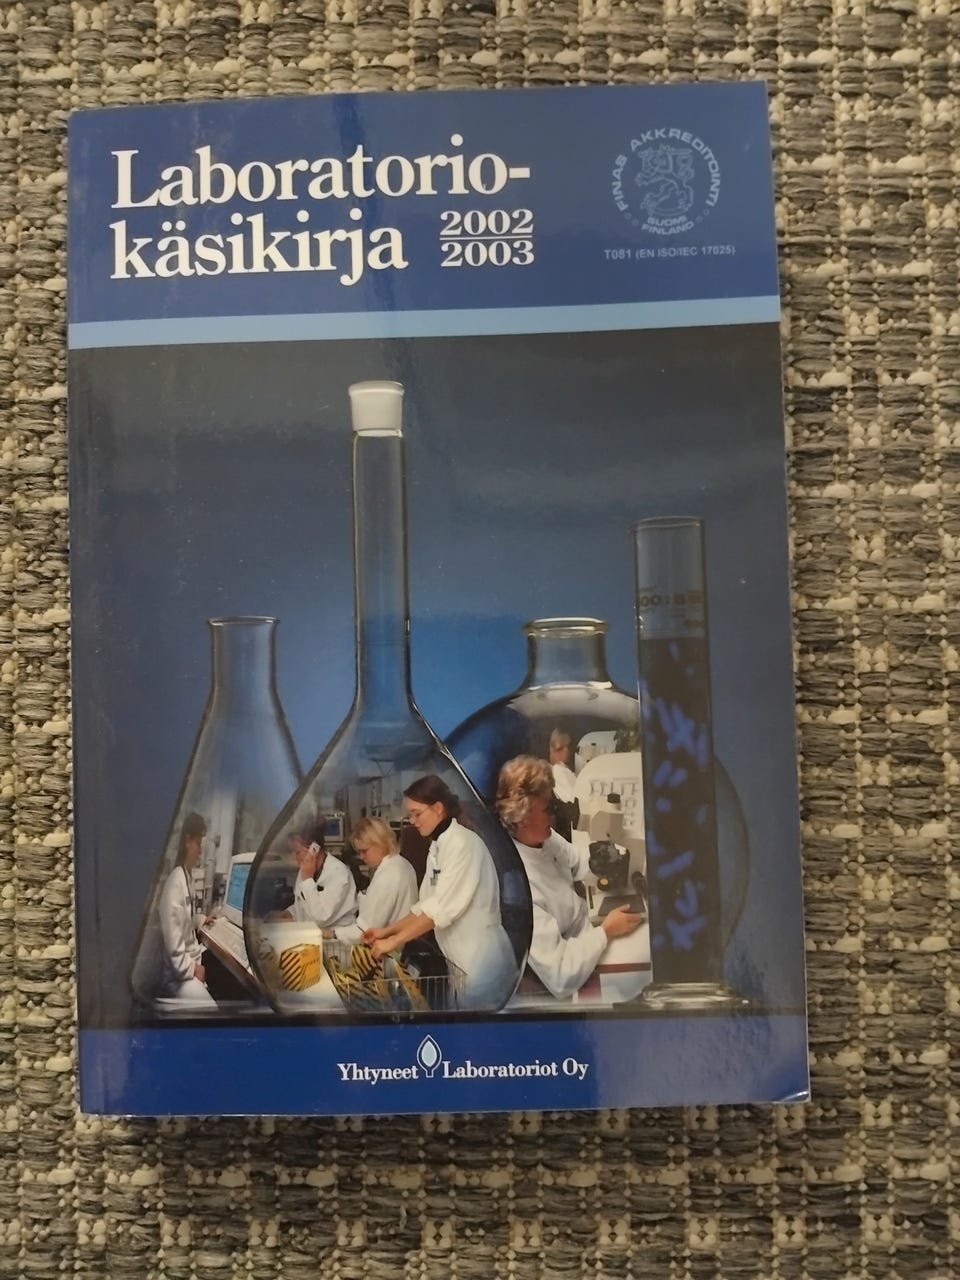 Laboratorio-
käsikirja 2002
2003
FINAS AKKREDITOINTI
SUOMI
FINLAND
T081 (EN ISO/IEC 17025)
Yhtyneet Laboratoriot Oy